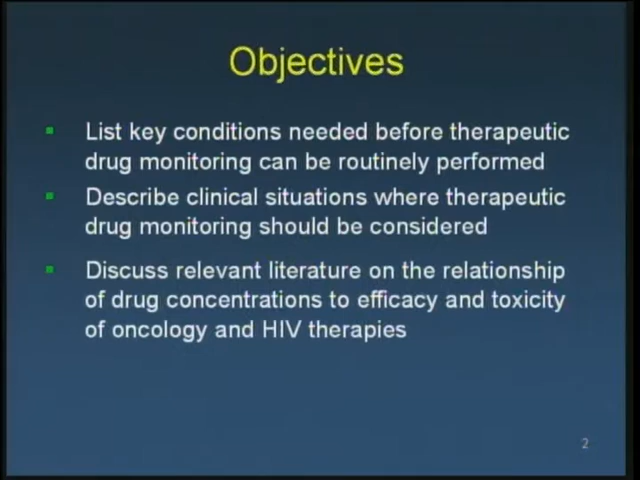 Objectives
List key conditions needed before therapeutic
drug monitoring can be routinely performed
Describe clinical situations where therapeutic
drug monitoring should be considered
Discuss relevant literature on the relationship
of drug concentrations to efficacy and toxicity
of oncology and HIV therapies
2